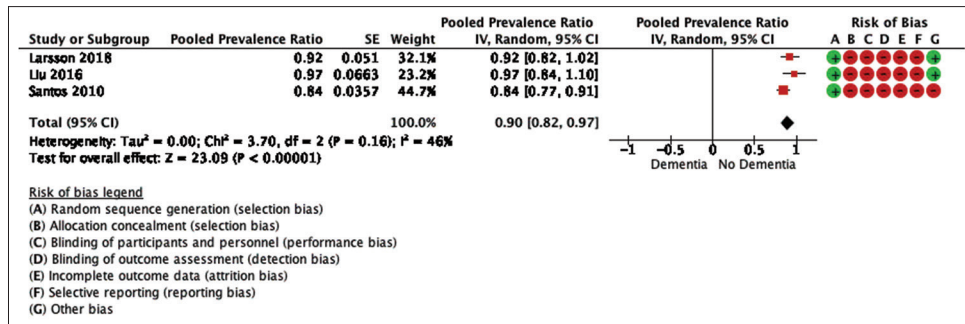 Pooled Prevalence Ratio Pooled Prevalence Ratio Risk of Bias
Study or Subgroup Pooled Prevalence Ratio SE Weight IV, Random, 95% CI IV, Random, 95% CI A B C D E F G
Larsson 2018 0.92 0.051 32.1% 0.92 [0.82, 1.02] + - - - - - +
Liu 2016 0.97 0.0663 23.2% 0.97 [0.84, 1.10] + - - - - - +
Santos 2010 0.84 0.0357 44.7% 0.84 [0.77, 0.91] + - - - - - -
Total (95% CI) 100.0% 0.90 [0.82, 0.97]
Heterogeneity: Tau² = 0.00; Chi² = 3.70, df = 2 (P = 0.16); I² = 46%
Test for overall effect: Z = 23.09 (P < 0.00001)
-1 -0.5 0 0.5 1
Dementia No Dementia
Risk of bias legend
(A) Random sequence generation (selection bias)
(B) Allocation concealment (selection bias)
(C) Blinding of participants and personnel (performance bias)
(D) Blinding of outcome assessment (detection bias)
(E) Incomplete outcome data (attrition bias)
(F) Selective reporting (reporting bias)
(G) Other bias